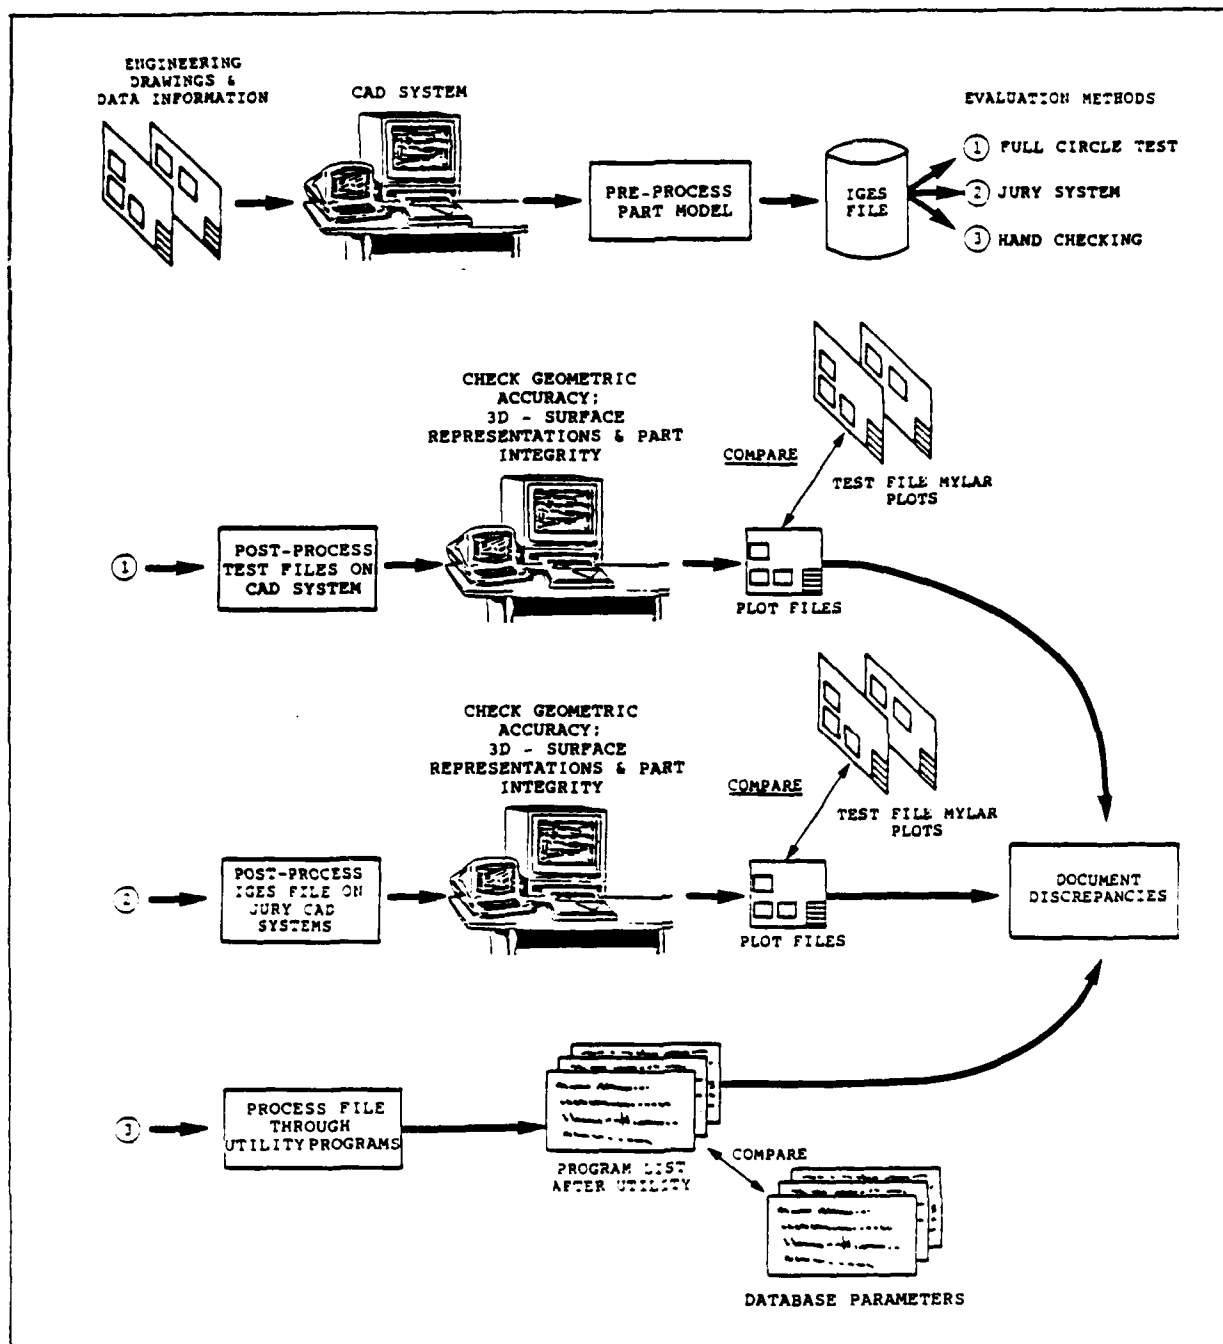 ENGINEERING
DRAWINGS &
DATA INFORMATION
CAD SYSTEM
PRE-PROCESS
PART MODEL
IGES
FILE
EVALUATION METHODS
1 FULL CIRCLE TEST
2 JURY SYSTEM
3 HAND CHECKING
1
POST-PROCESS
TEST FILES ON
CAD SYSTEM
CHECK GEOMETRIC
ACCURACY:
3D - SURFACE
REPRESENTATIONS & PART
INTEGRITY
COMPARE
TEST FILE MYLAR
PLOTS
PLOT FILES
2
POST-PROCESS
IGES FILE ON
JURY CAD
SYSTEMS
CHECK GEOMETRIC
ACCURACY:
3D - SURFACE
REPRESENTATIONS & PART
INTEGRITY
COMPARE
TEST FILE MYLAR
PLOTS
PLOT FILES
DOCUMENT
DISCREPANCIES
3
PROCESS FILE
THROUGH
UTILITY PROGRAMS
PROGRAM LIST
AFTER UTILITY
COMPARE
DATABASE PARAMETERS